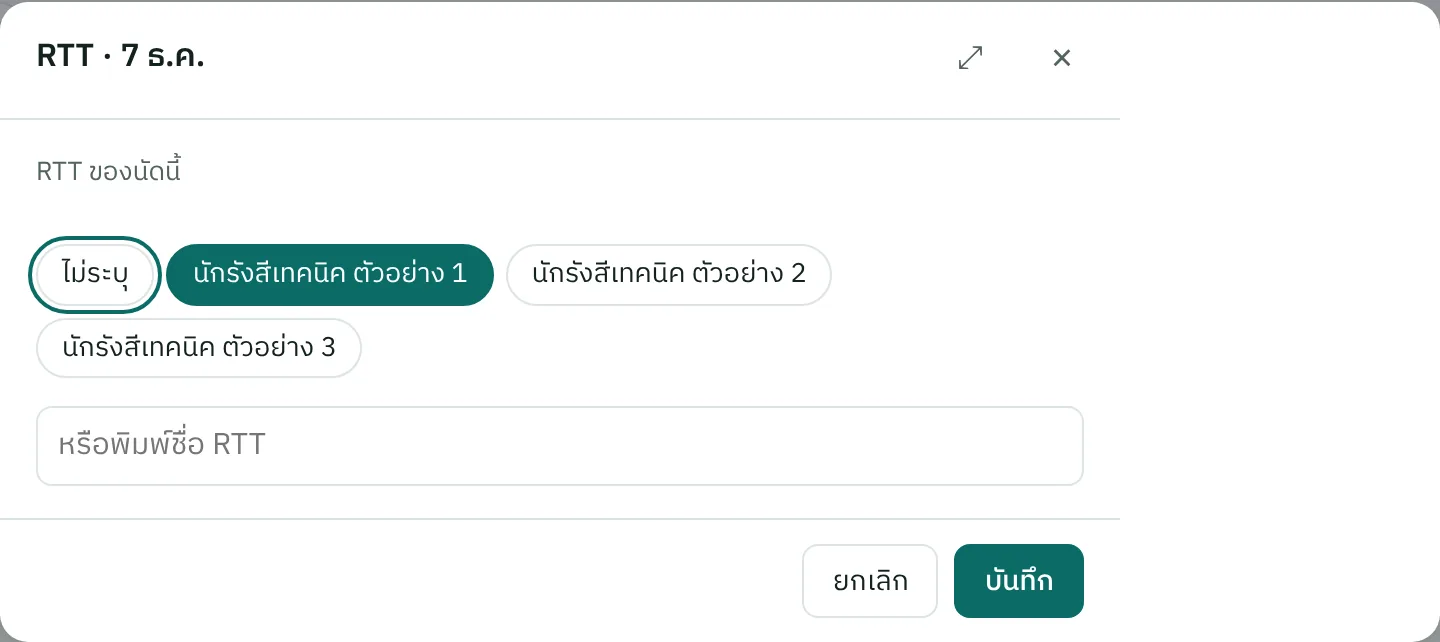 RTT · 7 ธ.ค.
RTT ของนัดนี้
ไม่ระบุ นักรังสีเทคนิค ตัวอย่าง 1 นักรังสีเทคนิค ตัวอย่าง 2
นักรังสีเทคนิค ตัวอย่าง 3
หรือพิมพ์ชื่อ RTT
ยกเลิก บันทึก